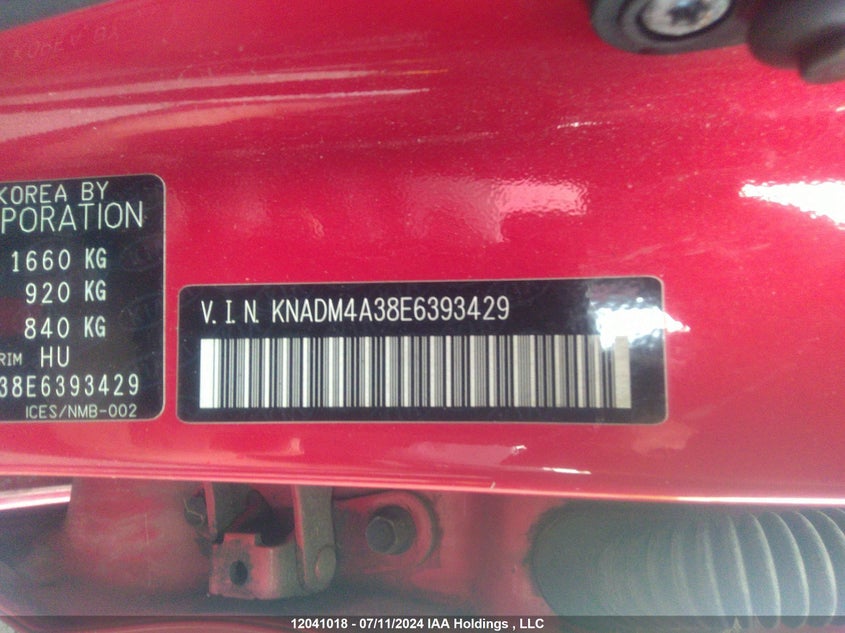 KOREA BY
PORATION
1660 KG
920 KG
840 KG
RIM HU
38E6393429
ICES/NMB-002
V.I.N. KNADM4A38E6393429
12041018 - 07/11/2024 IAA Holdings , LLC